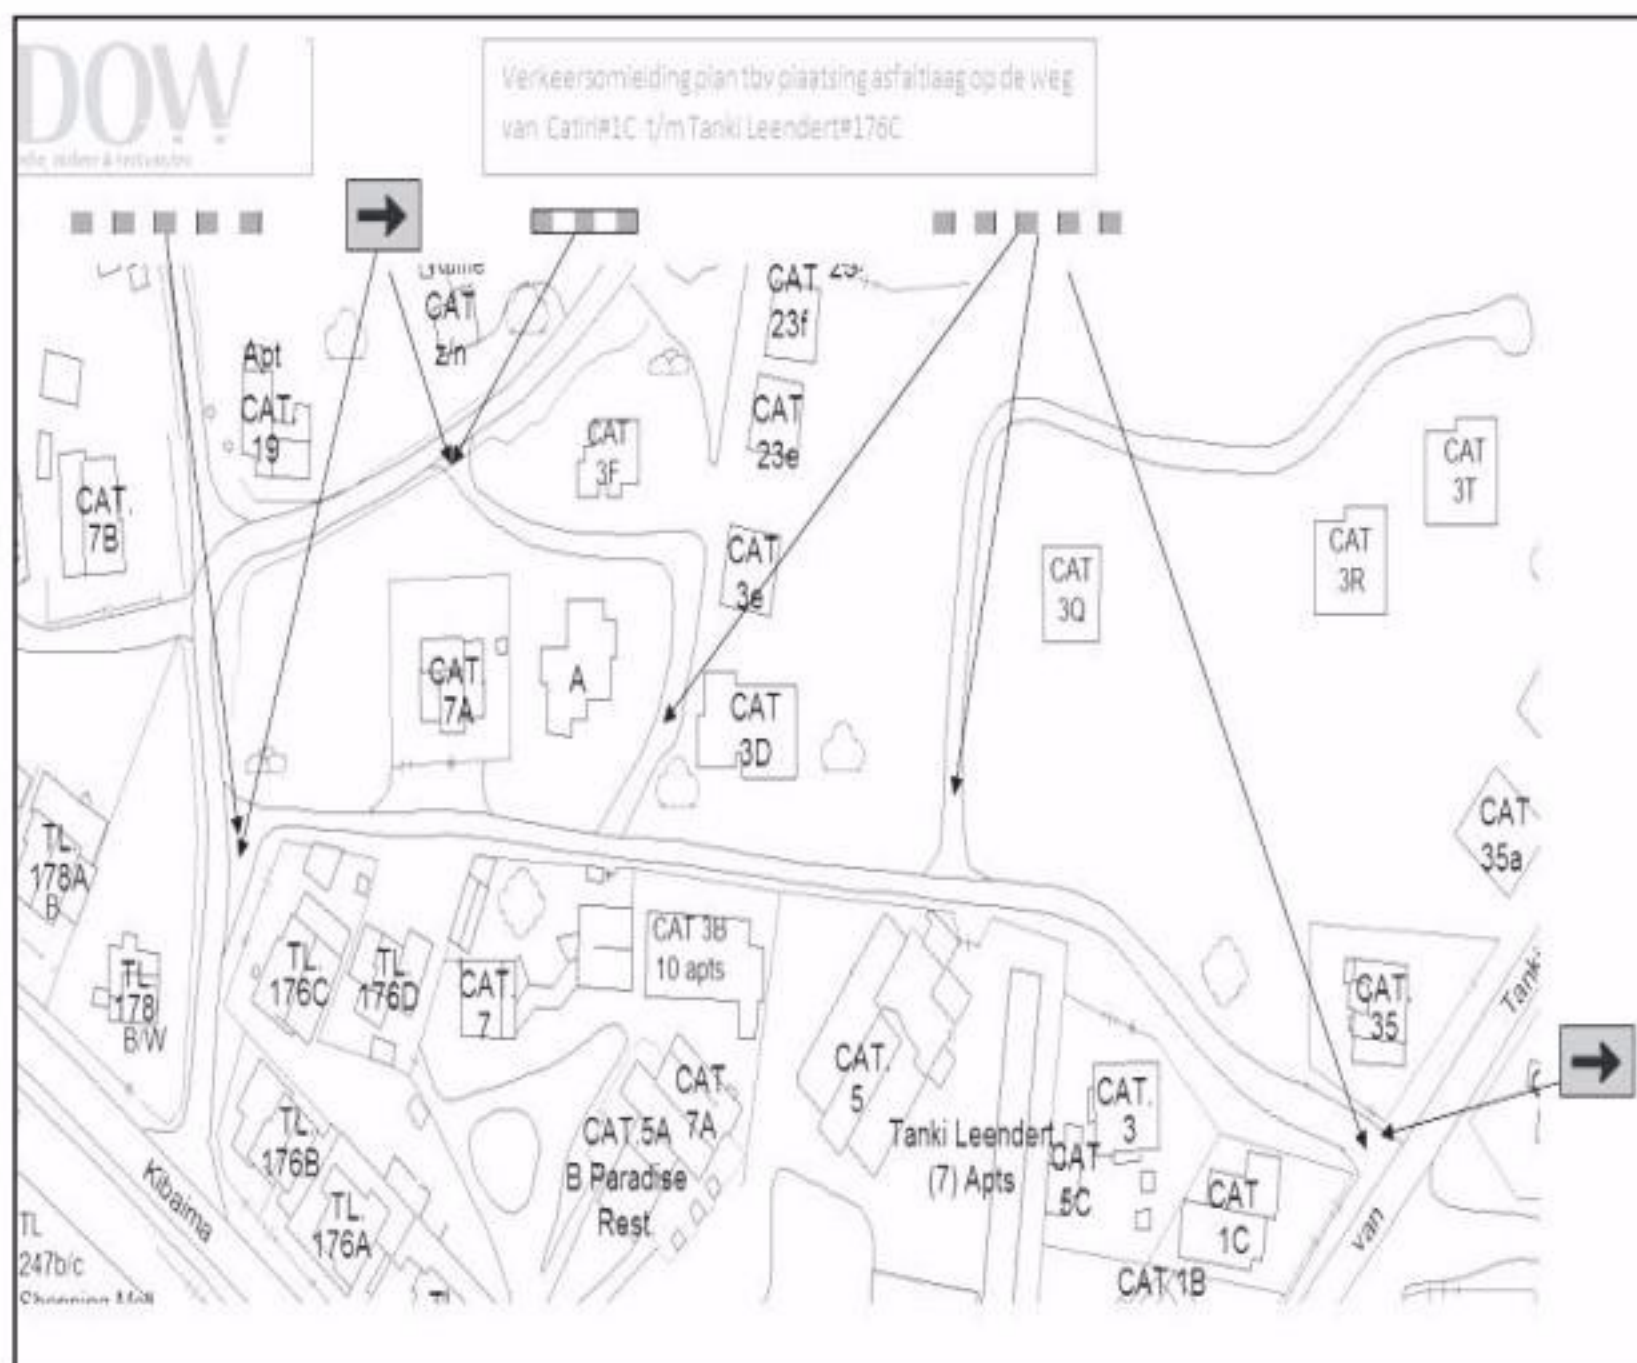 DOW
Verkeersomleiding plan tbv plaatsing asfaltlaag op de weg
van Catiri#1C t/m Tanki Leendert#176C
CAT
z/n
CAT
23f
Apt
CAT.
19
CAT
23e
CAT
3F
CAT
3T
CAT.
7B
CAT
3e
CAT
3Q
CAT
3R
CAT.
7A
A
CAT
3D
TL.
178A
B
CAT
35a
TL.
178
B/W
TL.
176C
TL.
176D
CAT.
7
CAT 3B
10 apts
CAT.
35
Tanki
CAT.
5
CAT.
7A
CAT.
3
TL.
176B
CAT.5A
B Paradise
Rest.
Tanki Leendert
(7) Apts
CAT
5C
Kibaima
TL.
176A
CAT
1C
van
TL
247b/c
Shopping Mall
CAT 1B
TL